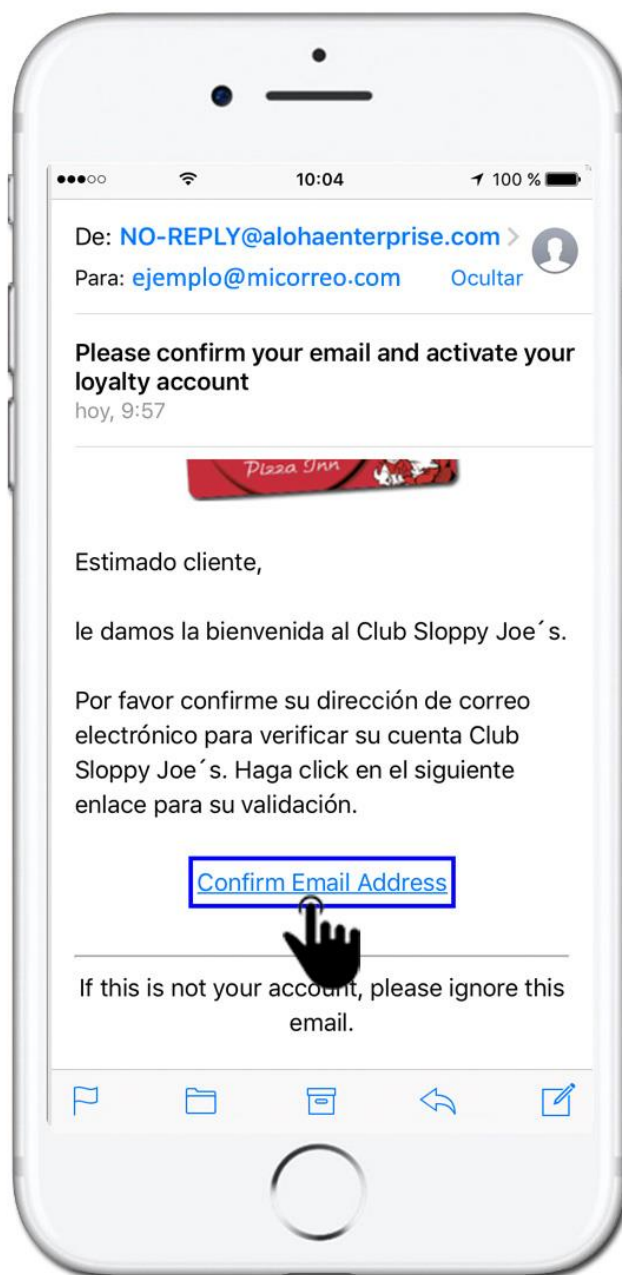 10:04
100 %
De: NO-REPLY@alohaenterprise.com
Para: ejemplo@micorreo.com Ocultar
Please confirm your email and activate your
loyalty account
hoy, 9:57
Pizza Inn
Estimado cliente,
le damos la bienvenida al Club Sloppy Joe´s.
Por favor confirme su dirección de correo
electrónico para verificar su cuenta Club
Sloppy Joe´s. Haga click en el siguiente
enlace para su validación.
Confirm Email Address
If this is not your account, please ignore this
email.